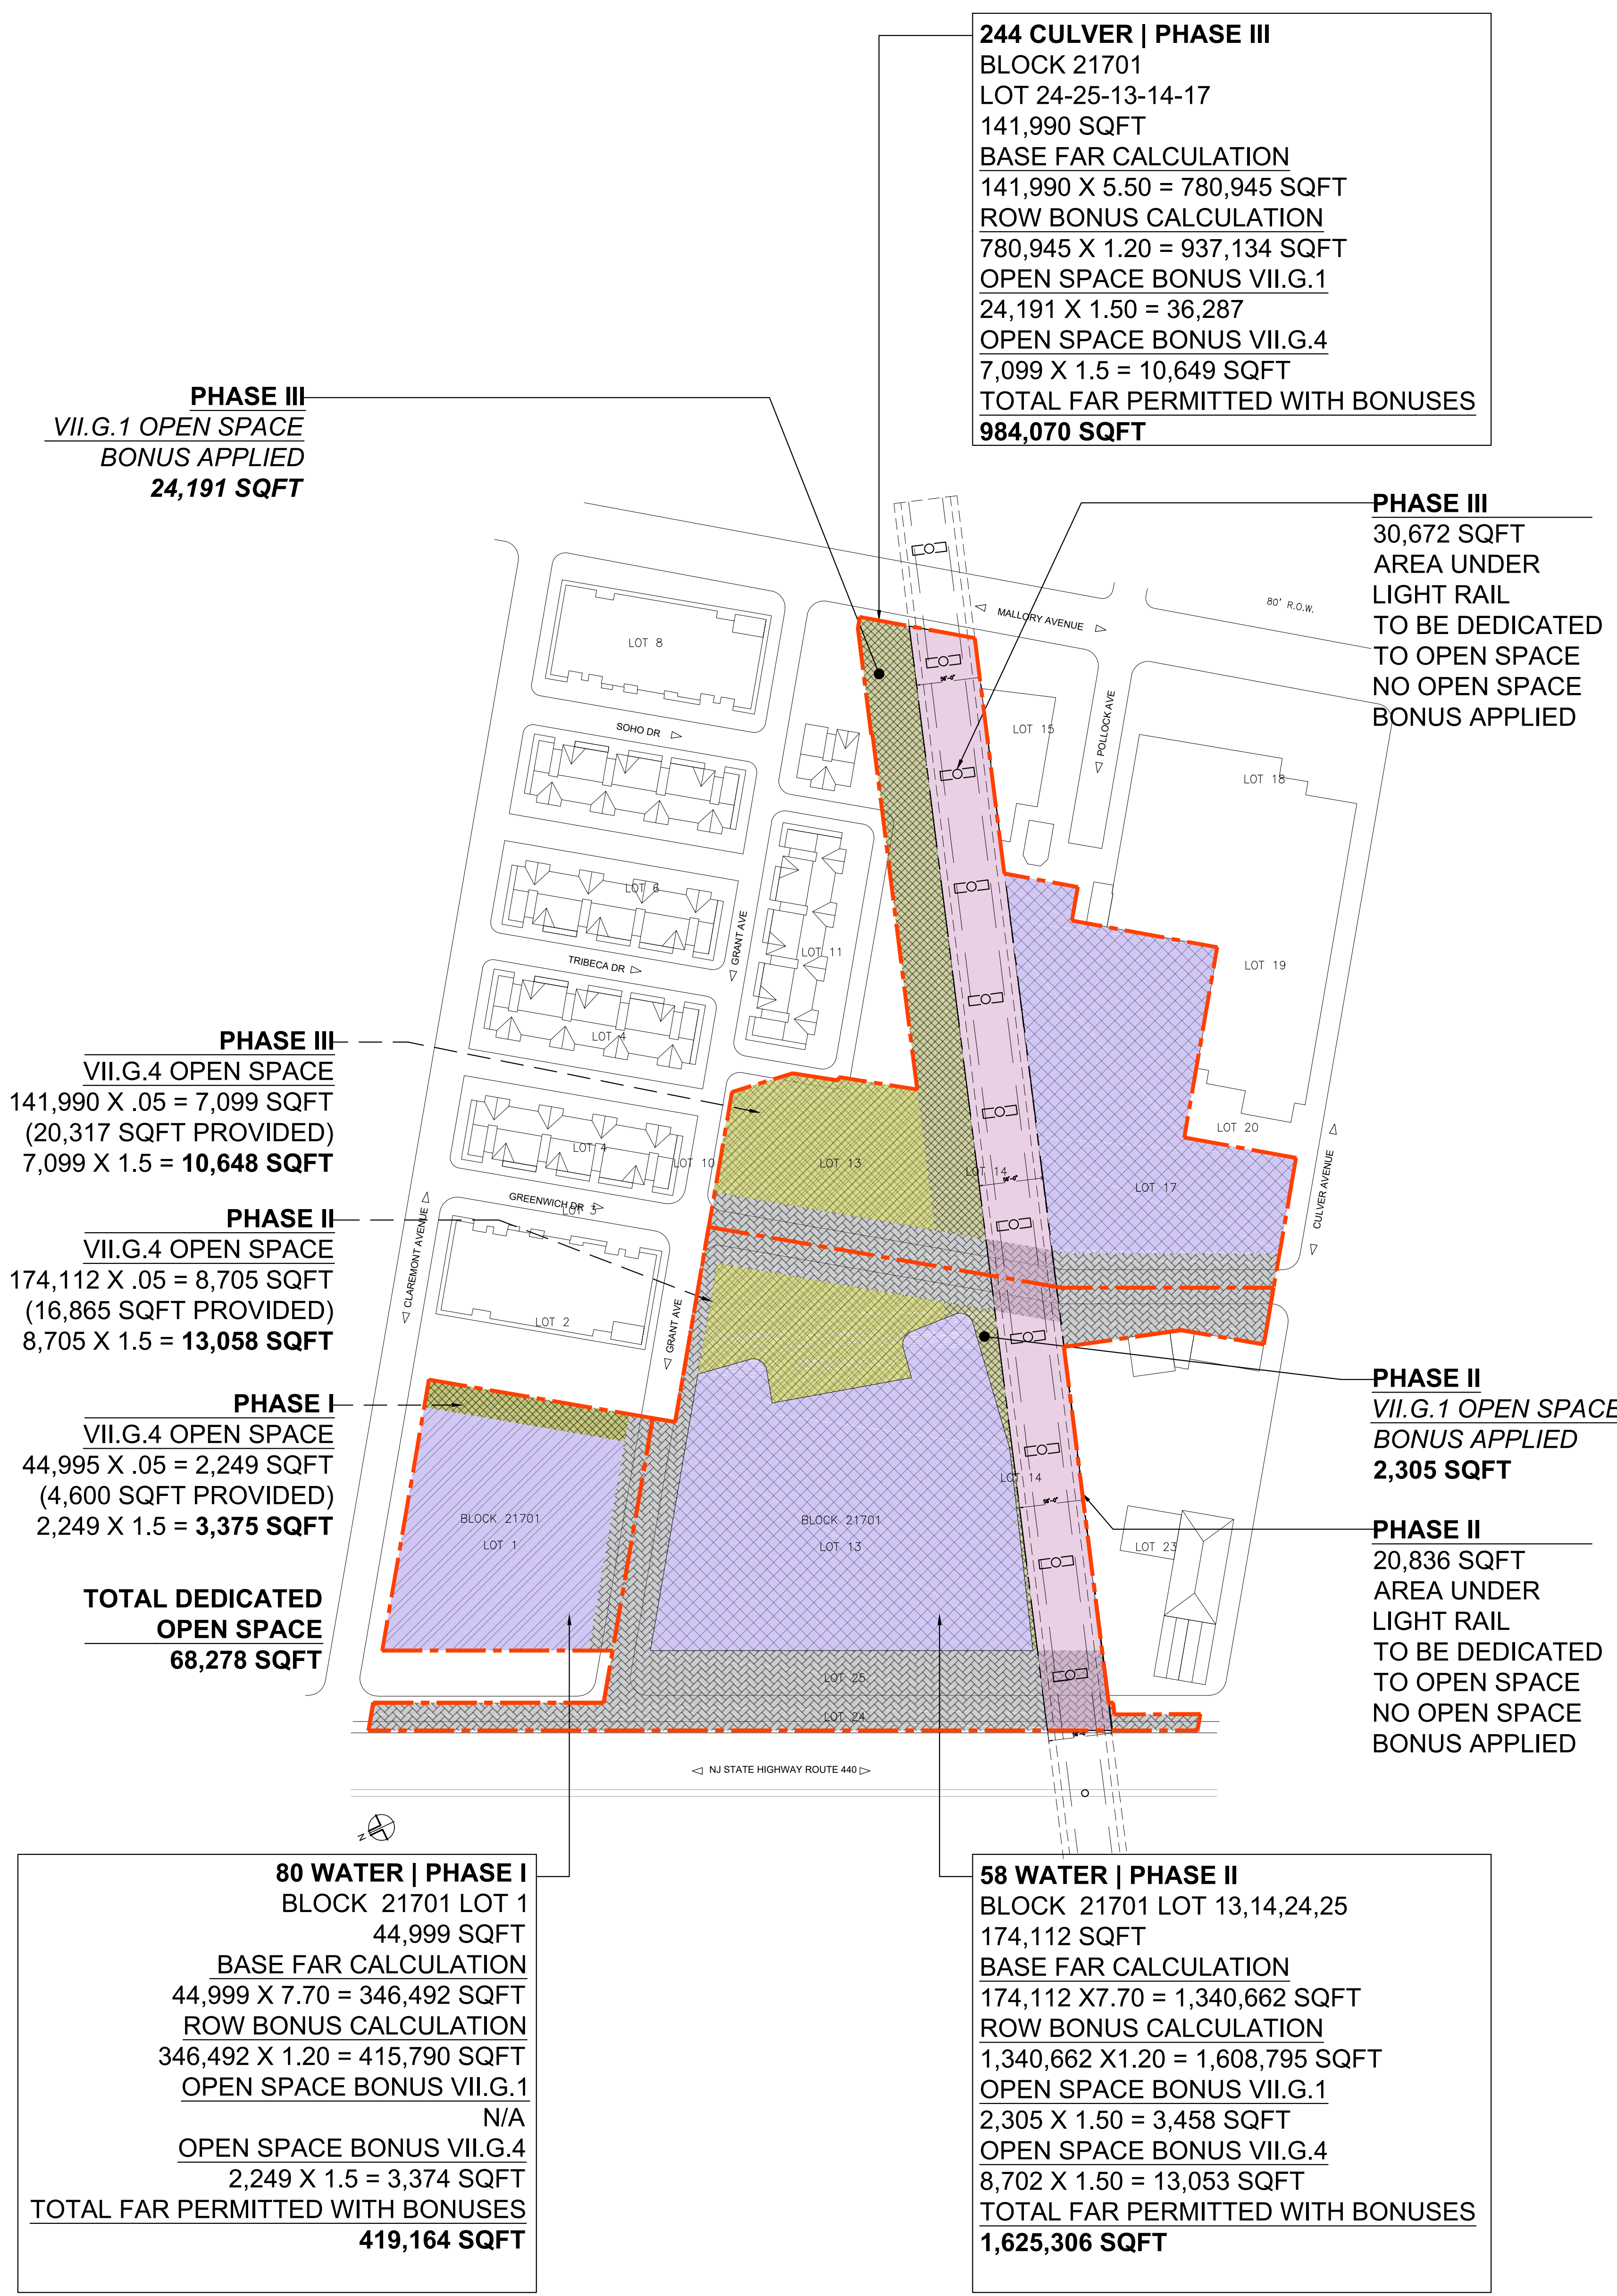 244 CULVER | PHASE III
BLOCK 21701
LOT 24-25-13-14-17
141,990 SQFT
BASE FAR CALCULATION
141,990 X 5.50 = 780,945 SQFT
ROW BONUS CALCULATION
780,945 X 1.20 = 937,134 SQFT
OPEN SPACE BONUS VII.G.1
24,191 X 1.50 = 36,287
OPEN SPACE BONUS VII.G.4
7,099 X 1.5 = 10,649 SQFT
TOTAL FAR PERMITTED WITH BONUSES
984,070 SQFT
PHASE III
VII.G.1 OPEN SPACE
BONUS APPLIED
24,191 SQFT
PHASE III
30,672 SQFT
AREA UNDER
LIGHT RAIL
TO BE DEDICATED
TO OPEN SPACE
NO OPEN SPACE
BONUS APPLIED
80' R.O.W.
MALLORY AVENUE
LOT 8
POLLOCK AVE
LOT 15
SOHO DR
LOT 18
LOT 6
GRANT AVE
LOT 11
TRIBECA DR
LOT 19
LOT 4
PHASE III
VII.G.4 OPEN SPACE
141,990 X .05 = 7,099 SQFT
(20,317 SQFT PROVIDED)
7,099 X 1.5 = 10,648 SQFT
LOT 20
LOT 4
LOT 10
LOT 13
LOT 14
LOT 17
CULVER AVENUE
GREENWICH DR
LOT 3
CLAREMONT AVENUE
PHASE II
VII.G.4 OPEN SPACE
174,112 X .05 = 8,705 SQFT
(16,865 SQFT PROVIDED)
8,705 X 1.5 = 13,058 SQFT
LOT 2
GRANT AVE
PHASE I
VII.G.4 OPEN SPACE
44,995 X .05 = 2,249 SQFT
(4,600 SQFT PROVIDED)
2,249 X 1.5 = 3,375 SQFT
PHASE II
VII.G.1 OPEN SPACE
BONUS APPLIED
2,305 SQFT
LOT 14
BLOCK 21701
LOT 1
BLOCK 21701
LOT 13
LOT 23
PHASE II
20,836 SQFT
AREA UNDER
LIGHT RAIL
TO BE DEDICATED
TO OPEN SPACE
NO OPEN SPACE
BONUS APPLIED
TOTAL DEDICATED
OPEN SPACE
68,278 SQFT
LOT 25
LOT 24
NJ STATE HIGHWAY ROUTE 440
N
80 WATER | PHASE I
BLOCK 21701 LOT 1
44,999 SQFT
BASE FAR CALCULATION
44,999 X 7.70 = 346,492 SQFT
ROW BONUS CALCULATION
346,492 X 1.20 = 415,790 SQFT
OPEN SPACE BONUS VII.G.1
N/A
OPEN SPACE BONUS VII.G.4
2,249 X 1.5 = 3,374 SQFT
TOTAL FAR PERMITTED WITH BONUSES
419,164 SQFT
58 WATER | PHASE II
BLOCK 21701 LOT 13,14,24,25
174,112 SQFT
BASE FAR CALCULATION
174,112 X7.70 = 1,340,662 SQFT
ROW BONUS CALCULATION
1,340,662 X1.20 = 1,608,795 SQFT
OPEN SPACE BONUS VII.G.1
2,305 X 1.50 = 3,458 SQFT
OPEN SPACE BONUS VII.G.4
8,702 X 1.50 = 13,053 SQFT
TOTAL FAR PERMITTED WITH BONUSES
1,625,306 SQFT